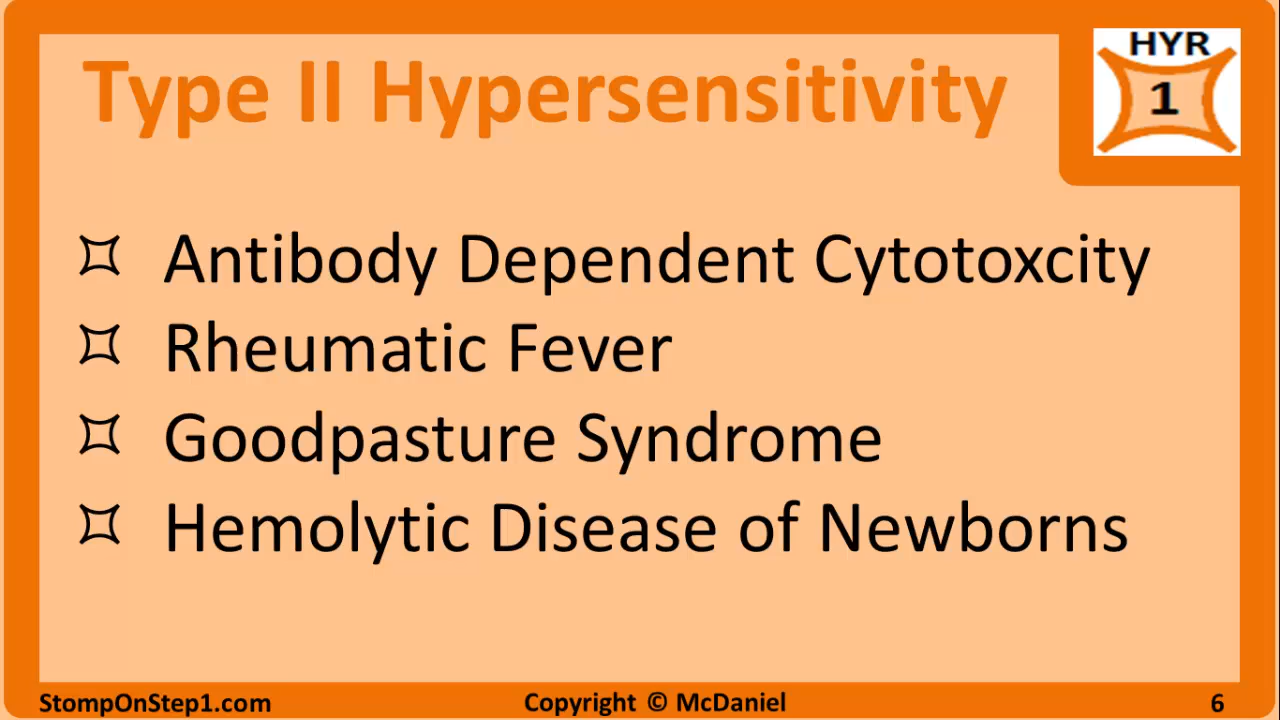 Type II Hypersensitivity
HYR
1
Antibody Dependent Cytotoxcity
Rheumatic Fever
Goodpasture Syndrome
Hemolytic Disease of Newborns
StompOnStep1.com
Copyright © McDaniel
6